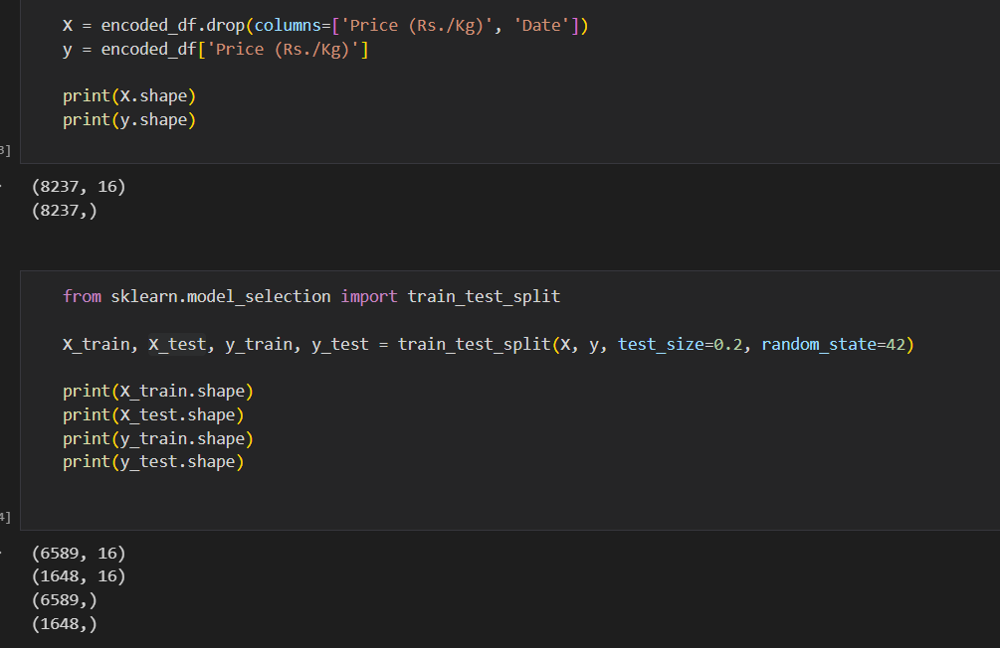 X = encoded_df.drop(columns=['Price (Rs./Kg)', 'Date'])
y = encoded_df['Price (Rs./Kg)']
print(X.shape)
print(y.shape)
3]
(8237, 16)
(8237,)
from sklearn.model_selection import train_test_split
X_train, X_test, y_train, y_test = train_test_split(X, y, test_size=0.2, random_state=42)
print(X_train.shape)
print(X_test.shape)
print(y_train.shape)
print(y_test.shape)
4]
(6589, 16)
(1648, 16)
(6589,)
(1648,)